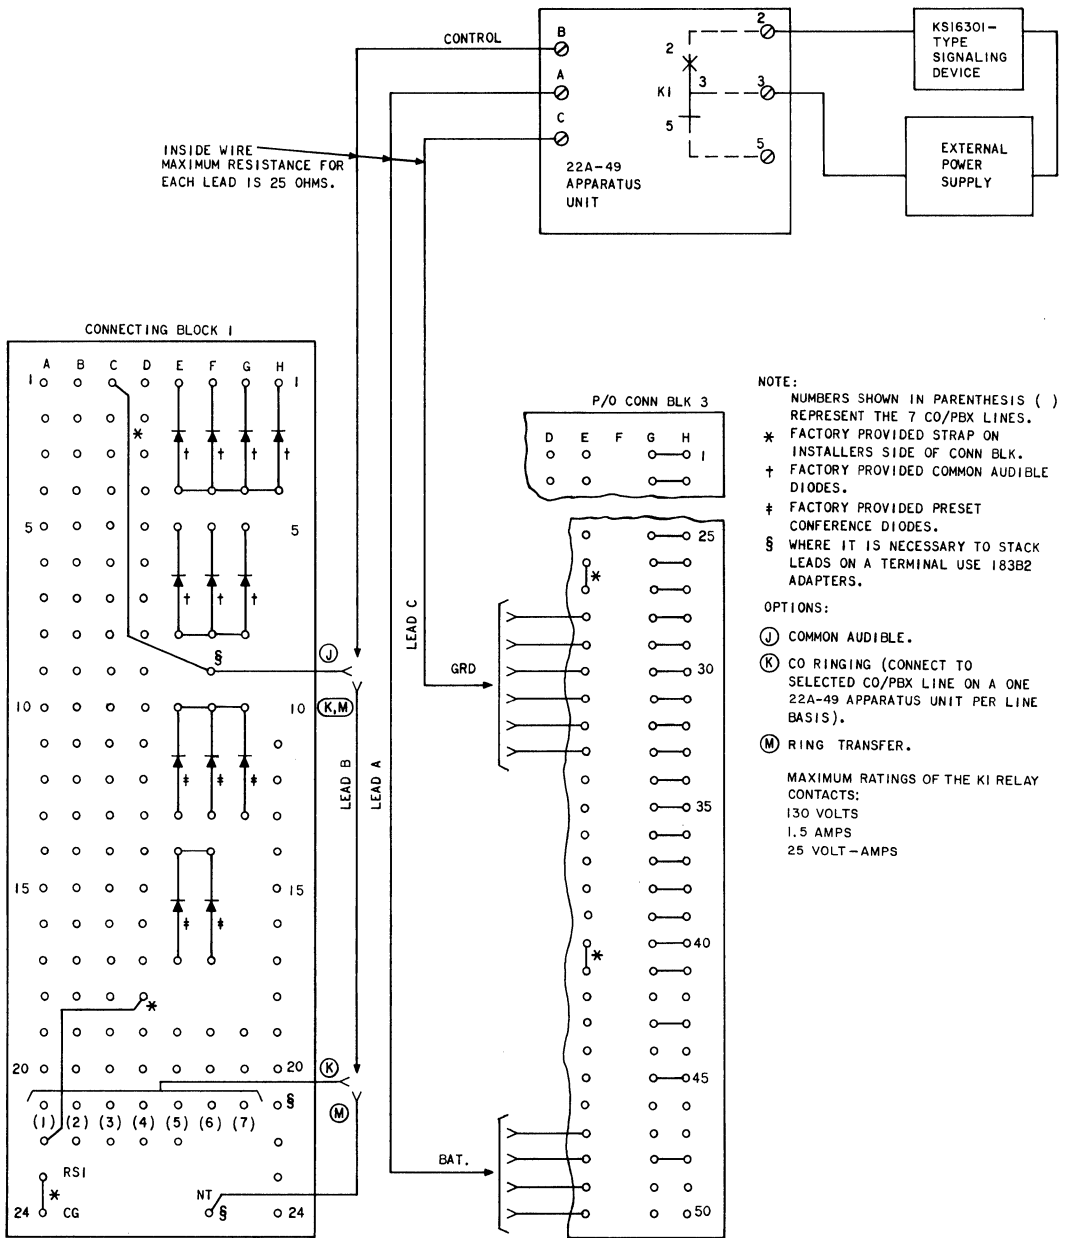 CONTROL
B
A
C
2
2
3
3
K1
5
5
22A-49
APPARATUS
UNIT
KS16301-
TYPE
SIGNALING
DEVICE
EXTERNAL
POWER
SUPPLY
INSIDE WIRE
MAXIMUM RESISTANCE FOR
EACH LEAD IS 25 OHMS.
CONNECTING BLOCK 1
A B C D E F G H
1 1
*
† † † †
5 5
† † †
§
J
10 10 K,M
‡ ‡ ‡
15 15
‡ ‡
*
20 20 K
§
(1) (2) (3) (4) (5) (6) (7)
M
RS1
*
NT
24 CG § 24
LEAD B
LEAD A
LEAD C
GRD
BAT.
P/O CONN BLK 3
D E F G H
1
25
*
30
35
40
*
45
50
NOTE:
NUMBERS SHOWN IN PARENTHESIS ( )
REPRESENT THE 7 CO/PBX LINES.
* FACTORY PROVIDED STRAP ON
INSTALLERS SIDE OF CONN BLK.
† FACTORY PROVIDED COMMON AUDIBLE
DIODES.
‡ FACTORY PROVIDED PRESET
CONFERENCE DIODES.
§ WHERE IT IS NECESSARY TO STACK
LEADS ON A TERMINAL USE 183B2
ADAPTERS.
OPTIONS:
J COMMON AUDIBLE.
K CO RINGING (CONNECT TO
SELECTED CO/PBX LINE ON A ONE
22A-49 APPARATUS UNIT PER LINE
BASIS).
M RING TRANSFER.
MAXIMUM RATINGS OF THE K1 RELAY
CONTACTS:
130 VOLTS
1.5 AMPS
25 VOLT-AMPS